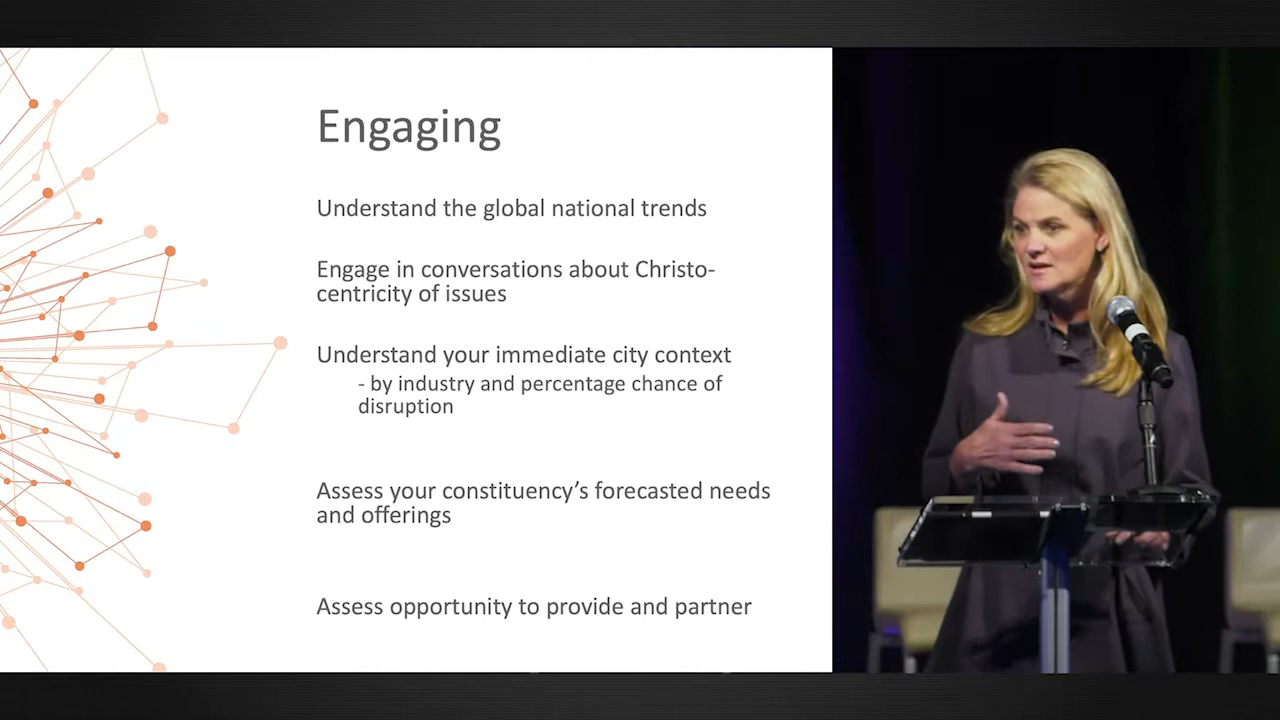 Engaging
Understand the global national trends
Engage in conversations about Christo-
centricity of issues
Understand your immediate city context
- by industry and percentage chance of
disruption
Assess your constituency’s forecasted needs
and offerings
Assess opportunity to provide and partner